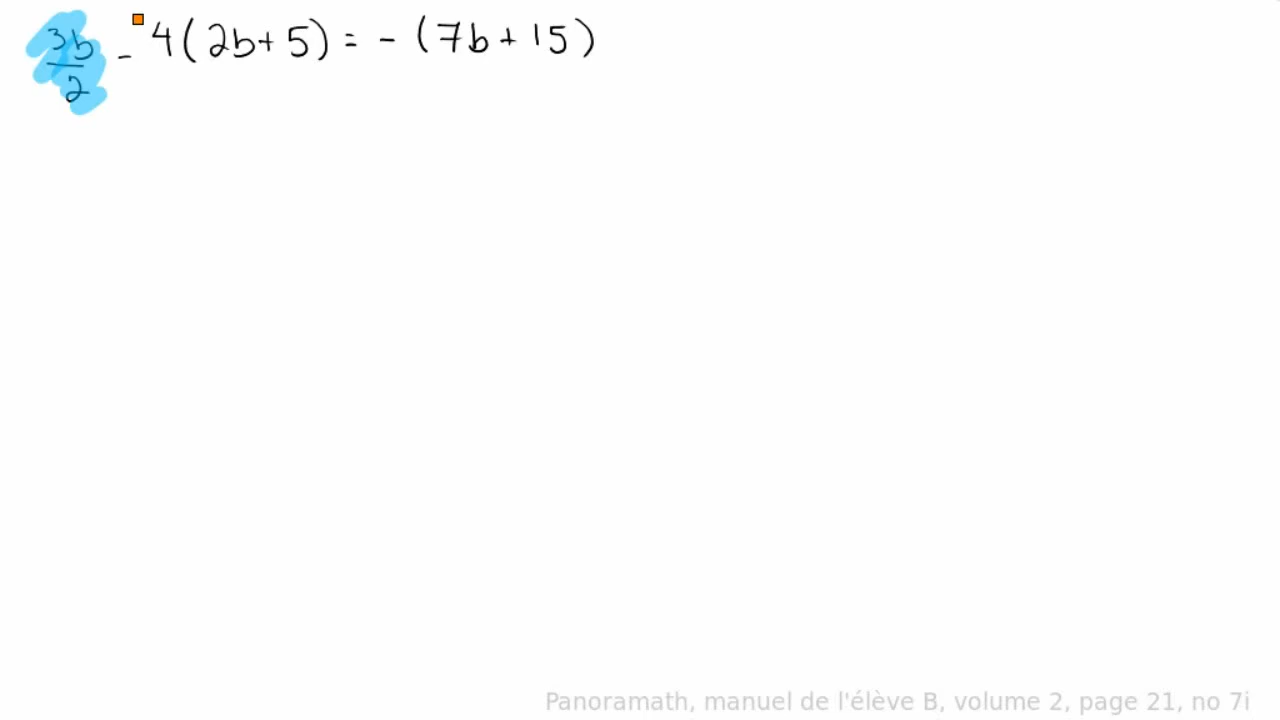 3b/2 - 4(2b+5) = -(7b+15)
Panoramath, manuel de l'élève B, volume 2, page 21, no 7i